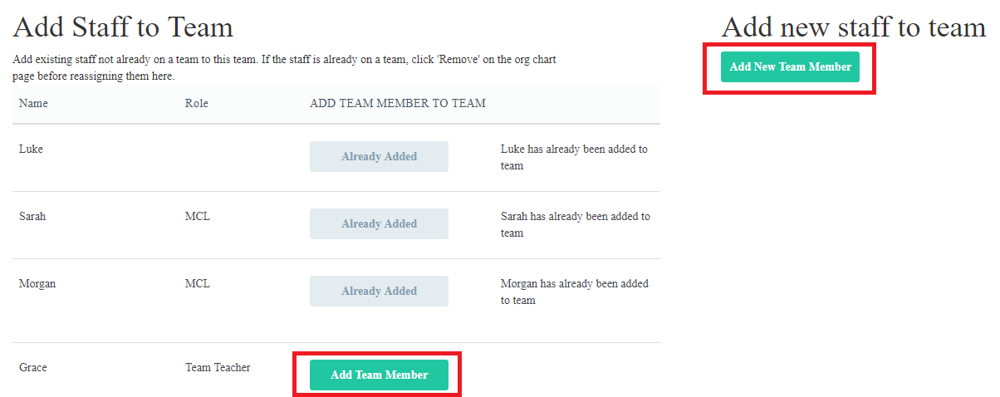 Add Staff to Team
Add existing staff not already on a team to this team. If the staff is already on a team, click 'Remove' on the org chart
page before reassigning them here.
Name Role ADD TEAM MEMBER TO TEAM
Luke Already Added Luke has already been added to
team
Sarah MCL Already Added Sarah has already been added to
team
Morgan MCL Already Added Morgan has already been added
to team
Grace Team Teacher Add Team Member
Add new staff to team
Add New Team Member